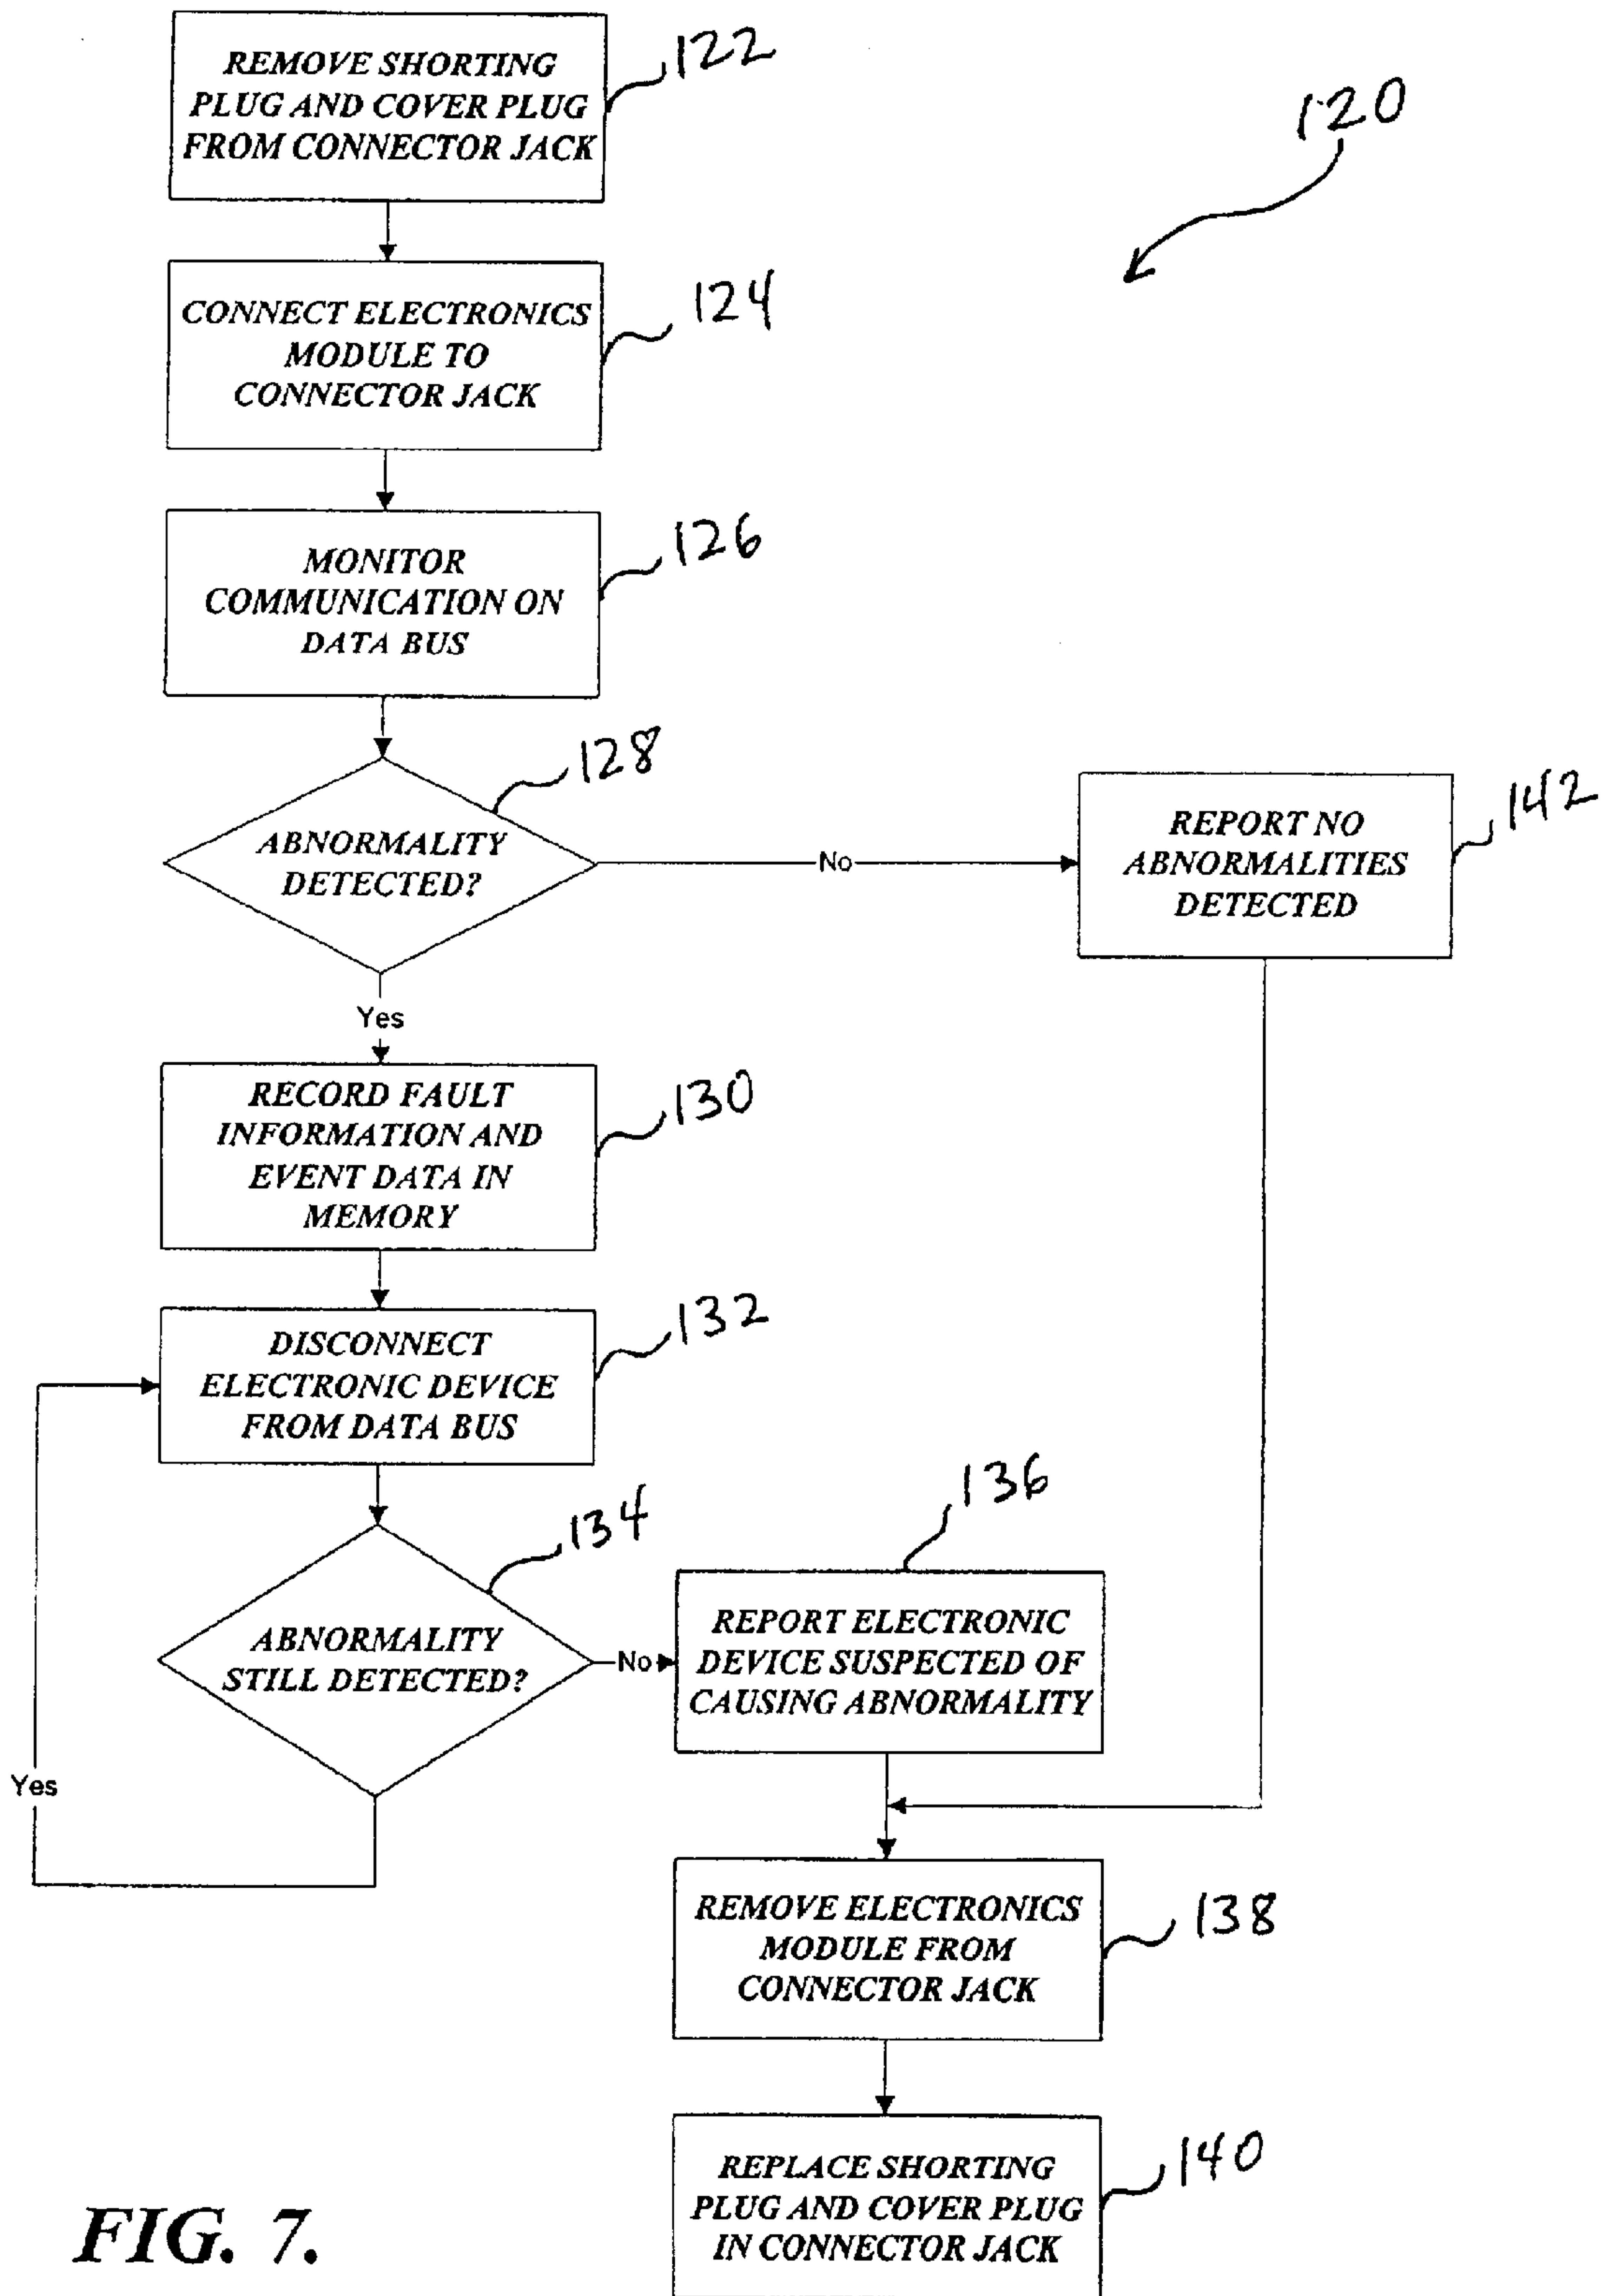 REMOVE SHORTING
PLUG AND COVER PLUG
FROM CONNECTOR JACK
122
120
CONNECT ELECTRONICS
MODULE TO
CONNECTOR JACK
124
MONITOR
COMMUNICATION ON
DATA BUS
126
ABNORMALITY
DETECTED?
128
No
REPORT NO
ABNORMALITIES
DETECTED
142
Yes
RECORD FAULT
INFORMATION AND
EVENT DATA IN
MEMORY
130
DISCONNECT
ELECTRONIC DEVICE
FROM DATA BUS
132
ABNORMALITY
STILL DETECTED?
134
No
Yes
REPORT ELECTRONIC
DEVICE SUSPECTED OF
CAUSING ABNORMALITY
136
REMOVE ELECTRONICS
MODULE FROM
CONNECTOR JACK
138
REPLACE SHORTING
PLUG AND COVER PLUG
IN CONNECTOR JACK
140
FIG. 7.